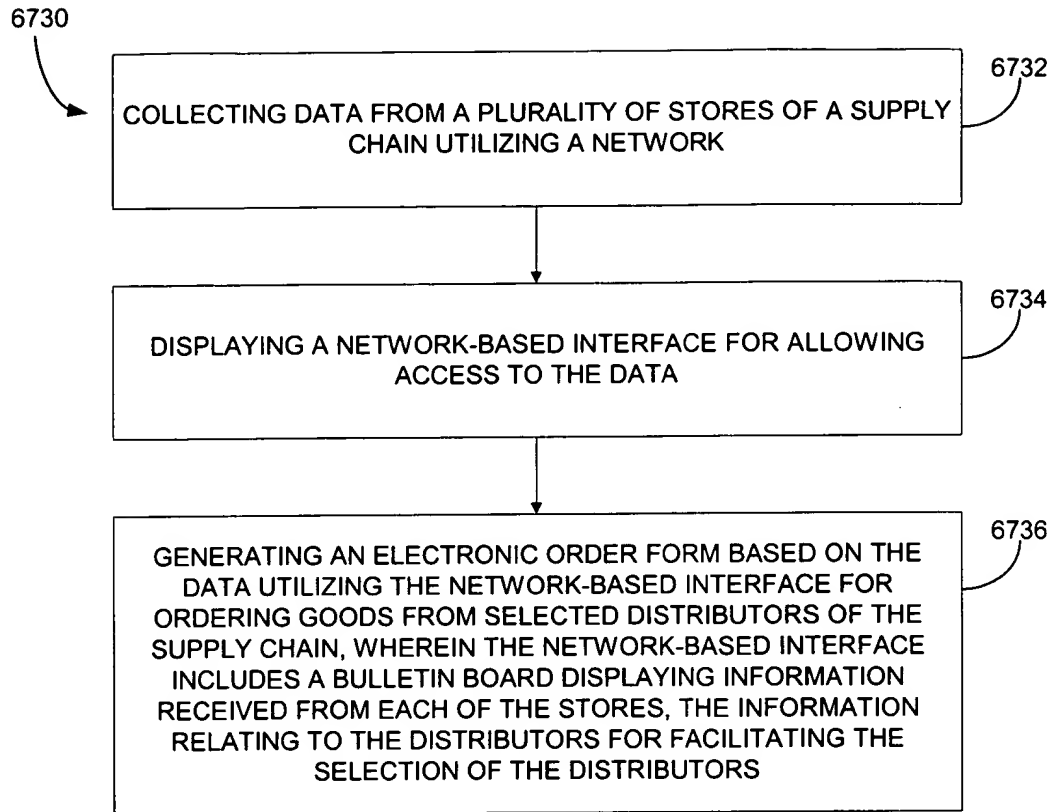 6730
6732
COLLECTING DATA FROM A PLURALITY OF STORES OF A SUPPLY
CHAIN UTILIZING A NETWORK
6734
DISPLAYING A NETWORK-BASED INTERFACE FOR ALLOWING
ACCESS TO THE DATA
6736
GENERATING AN ELECTRONIC ORDER FORM BASED ON THE
DATA UTILIZING THE NETWORK-BASED INTERFACE FOR
ORDERING GOODS FROM SELECTED DISTRIBUTORS OF THE
SUPPLY CHAIN, WHEREIN THE NETWORK-BASED INTERFACE
INCLUDES A BULLETIN BOARD DISPLAYING INFORMATION
RECEIVED FROM EACH OF THE STORES, THE INFORMATION
RELATING TO THE DISTRIBUTORS FOR FACILITATING THE
SELECTION OF THE DISTRIBUTORS